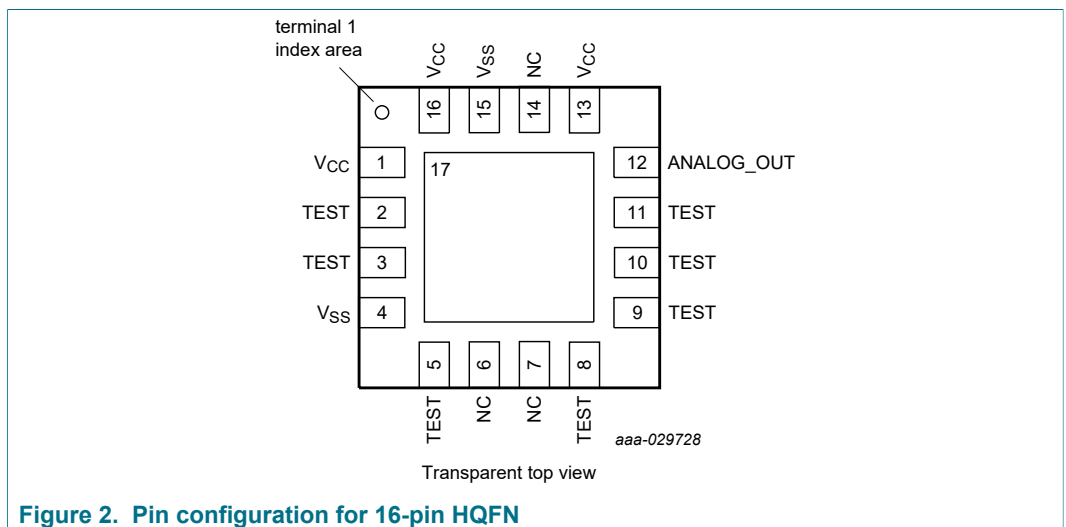 terminal 1
index area
VCC
VSS
NC
VCC
16
15
14
13
VCC 1 17 12 ANALOG_OUT
TEST 2 11 TEST
TEST 3 10 TEST
VSS 4 9 TEST
5
6
7
8
TEST
NC
NC
TEST
aaa-029728
Transparent top view
Figure 2. Pin configuration for 16-pin HQFN